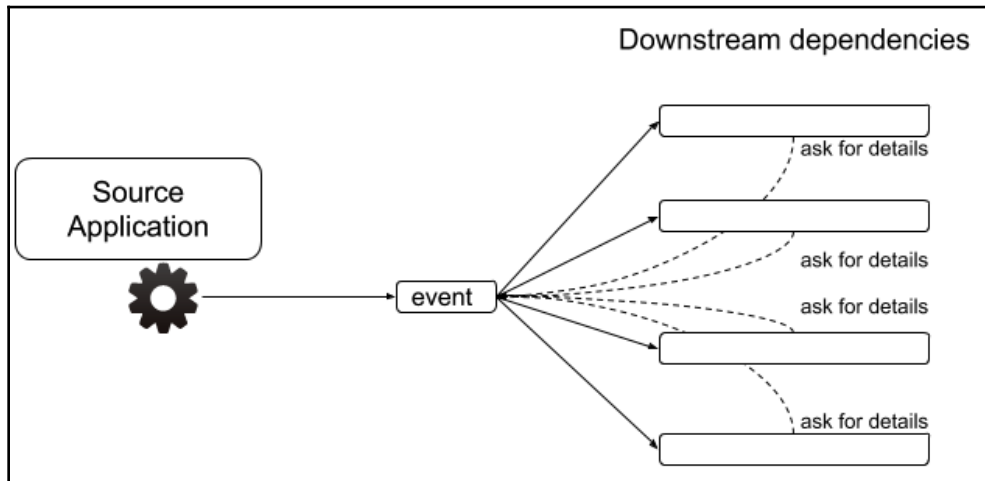 Downstream dependencies
ask for details
Source
Application
ask for details
event
ask for details
ask for details